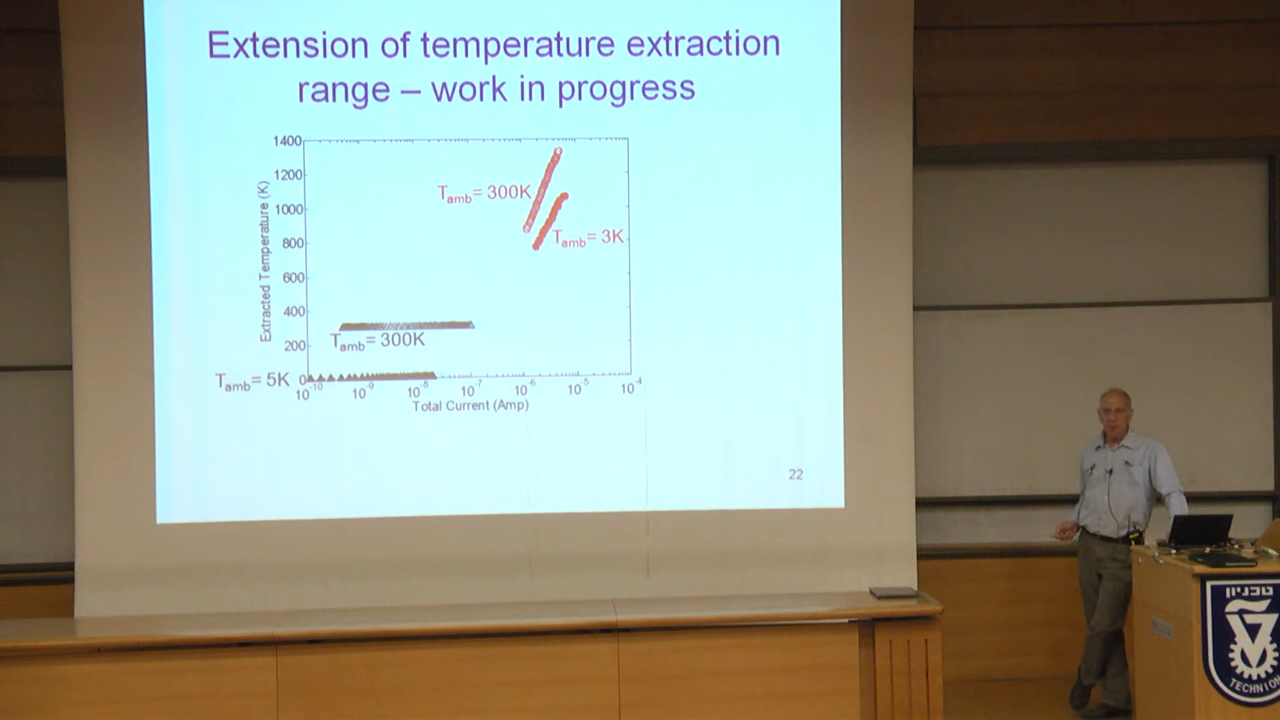 Extension of temperature extraction
range – work in progress
1400
1200
1000
800
600
400
200
0
Extracted Temperature (K)
Tamb= 300K
Tamb= 3K
Tamb= 300K
Tamb= 5K
10^-10 10^-9 10^-8 10^-7 10^-6 10^-5 10^-4
Total Current (Amp)
22
טכניון
TECHNION